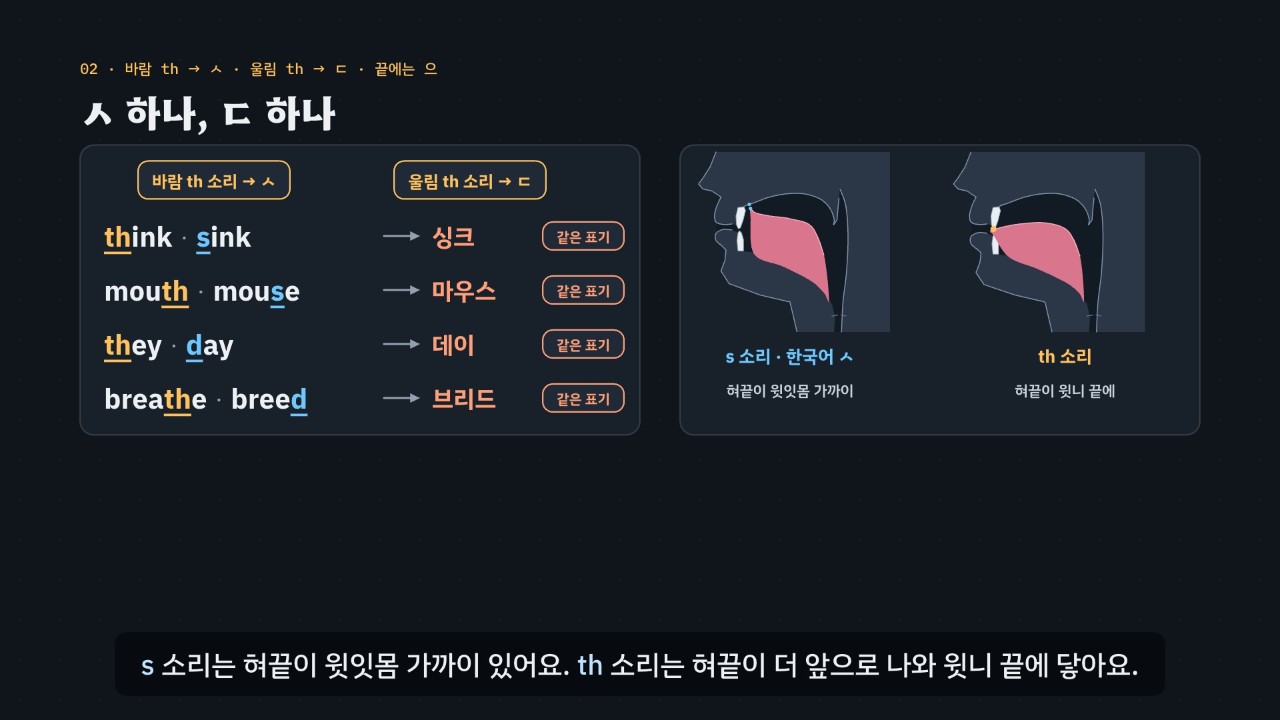 02 · 바람 th → ㅅ · 울림 th → ㄷ · 끝에는 으
ㅅ 하나, ㄷ 하나
바람 th 소리 → ㅅ
울림 th 소리 → ㄷ
think · sink → 싱크 같은 표기
mouth · mouse → 마우스 같은 표기
they · day → 데이 같은 표기
breathe · breed → 브리드 같은 표기
s 소리 · 한국어 ㅅ
혀끝이 윗잇몸 가까이
th 소리
혀끝이 윗니 끝에
s 소리는 혀끝이 윗잇몸 가까이 있어요. th 소리는 혀끝이 더 앞으로 나와 윗니 끝에 닿아요.